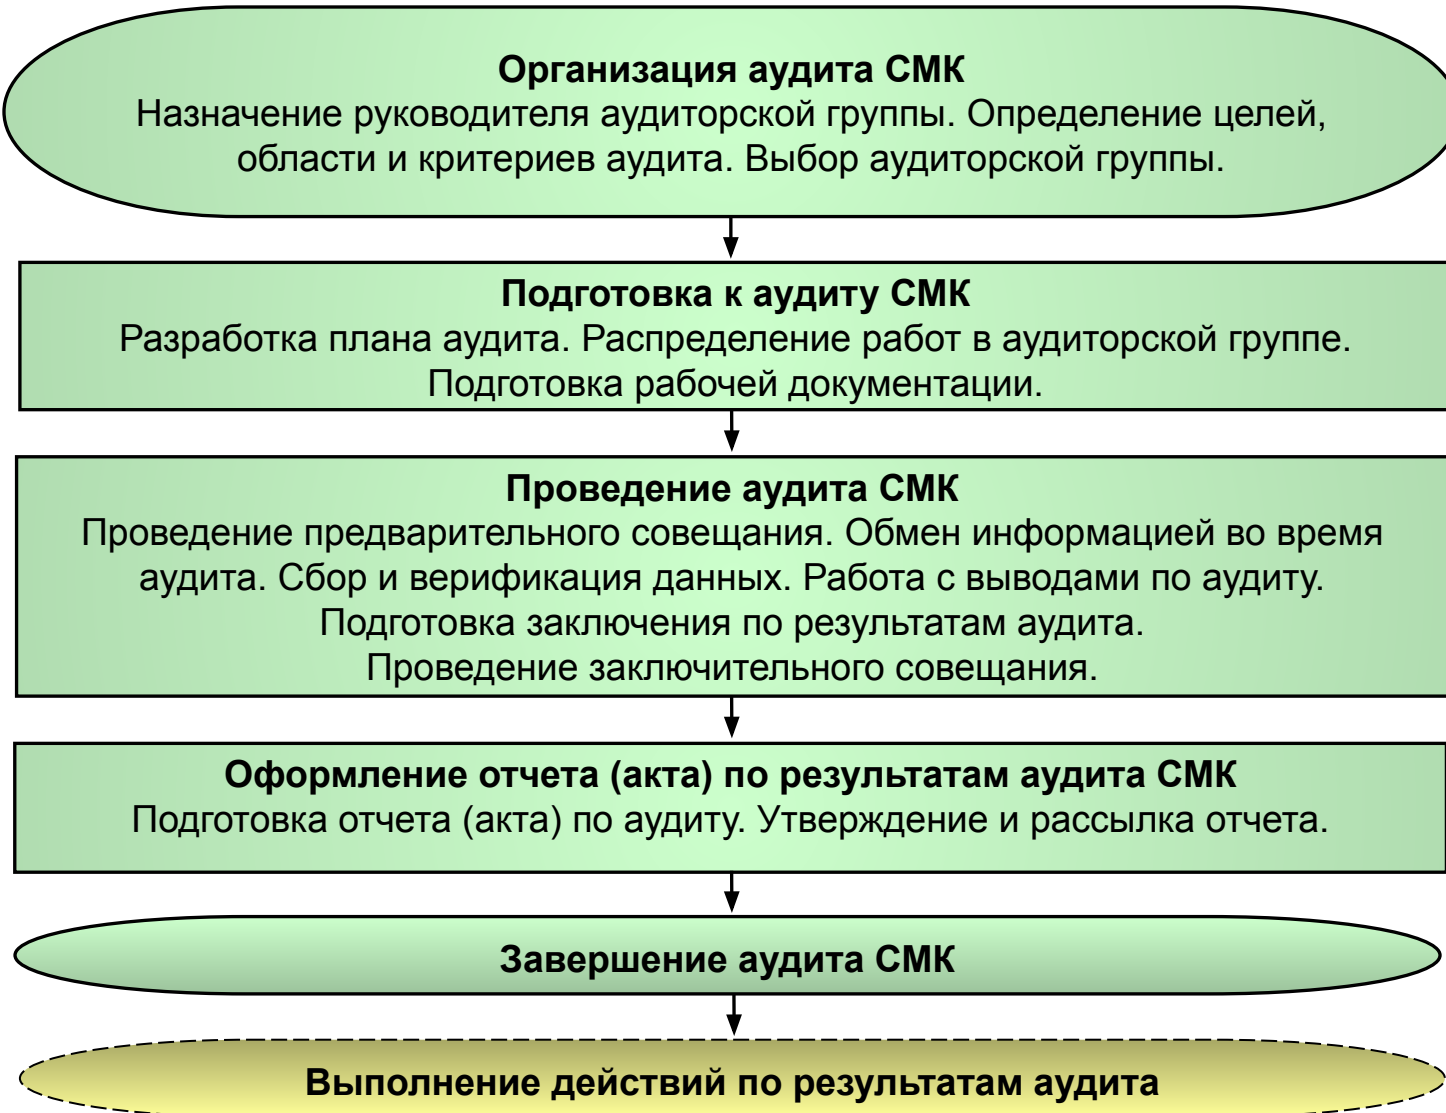 Организация аудита СМК
Назначение руководителя аудиторской группы. Определение целей,
области и критериев аудита. Выбор аудиторской группы.
Подготовка к аудиту СМК
Разработка плана аудита. Распределение работ в аудиторской группе.
Подготовка рабочей документации.
Проведение аудита СМК
Проведение предварительного совещания. Обмен информацией во время
аудита. Сбор и верификация данных. Работа с выводами по аудиту.
Подготовка заключения по результатам аудита.
Проведение заключительного совещания.
Оформление отчета (акта) по результатам аудита СМК
Подготовка отчета (акта) по аудиту. Утверждение и рассылка отчета.
Завершение аудита СМК
Выполнение действий по результатам аудита